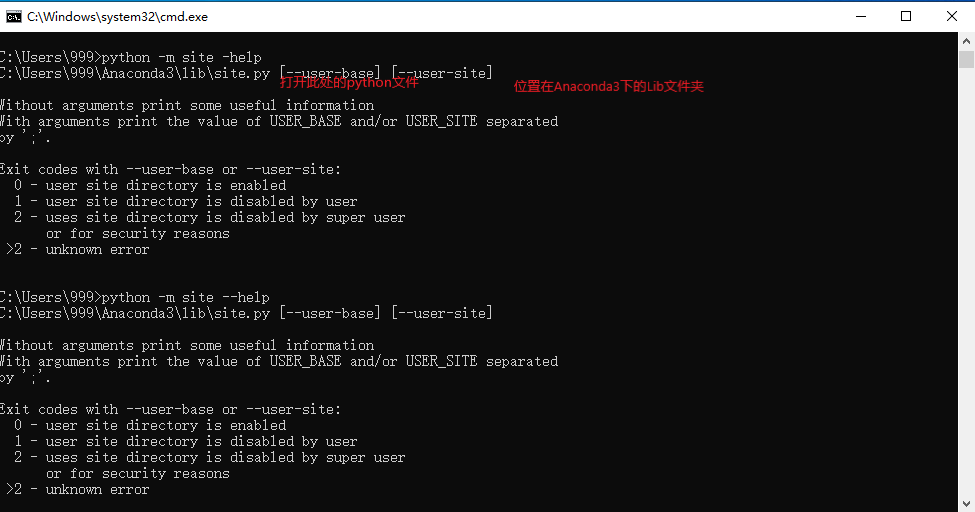 C:\Windows\system32\cmd.exe
C:\Users\999>python -m site -help
C:\Users\999\Anaconda3\lib\site.py [--user-base] [--user-site]
打开此处的python文件
位置在Anaconda3下的Lib文件夹
Without arguments print some useful information
With arguments print the value of USER_BASE and/or USER_SITE separated
by ';'.
Exit codes with --user-base or --user-site:
0 - user site directory is enabled
1 - user site directory is disabled by user
2 - uses site directory is disabled by super user
or for security reasons
>2 - unknown error
C:\Users\999>python -m site --help
C:\Users\999\Anaconda3\lib\site.py [--user-base] [--user-site]
Without arguments print some useful information
With arguments print the value of USER_BASE and/or USER_SITE separated
by ';'.
Exit codes with --user-base or --user-site:
0 - user site directory is enabled
1 - user site directory is disabled by user
2 - uses site directory is disabled by super user
or for security reasons
>2 - unknown error